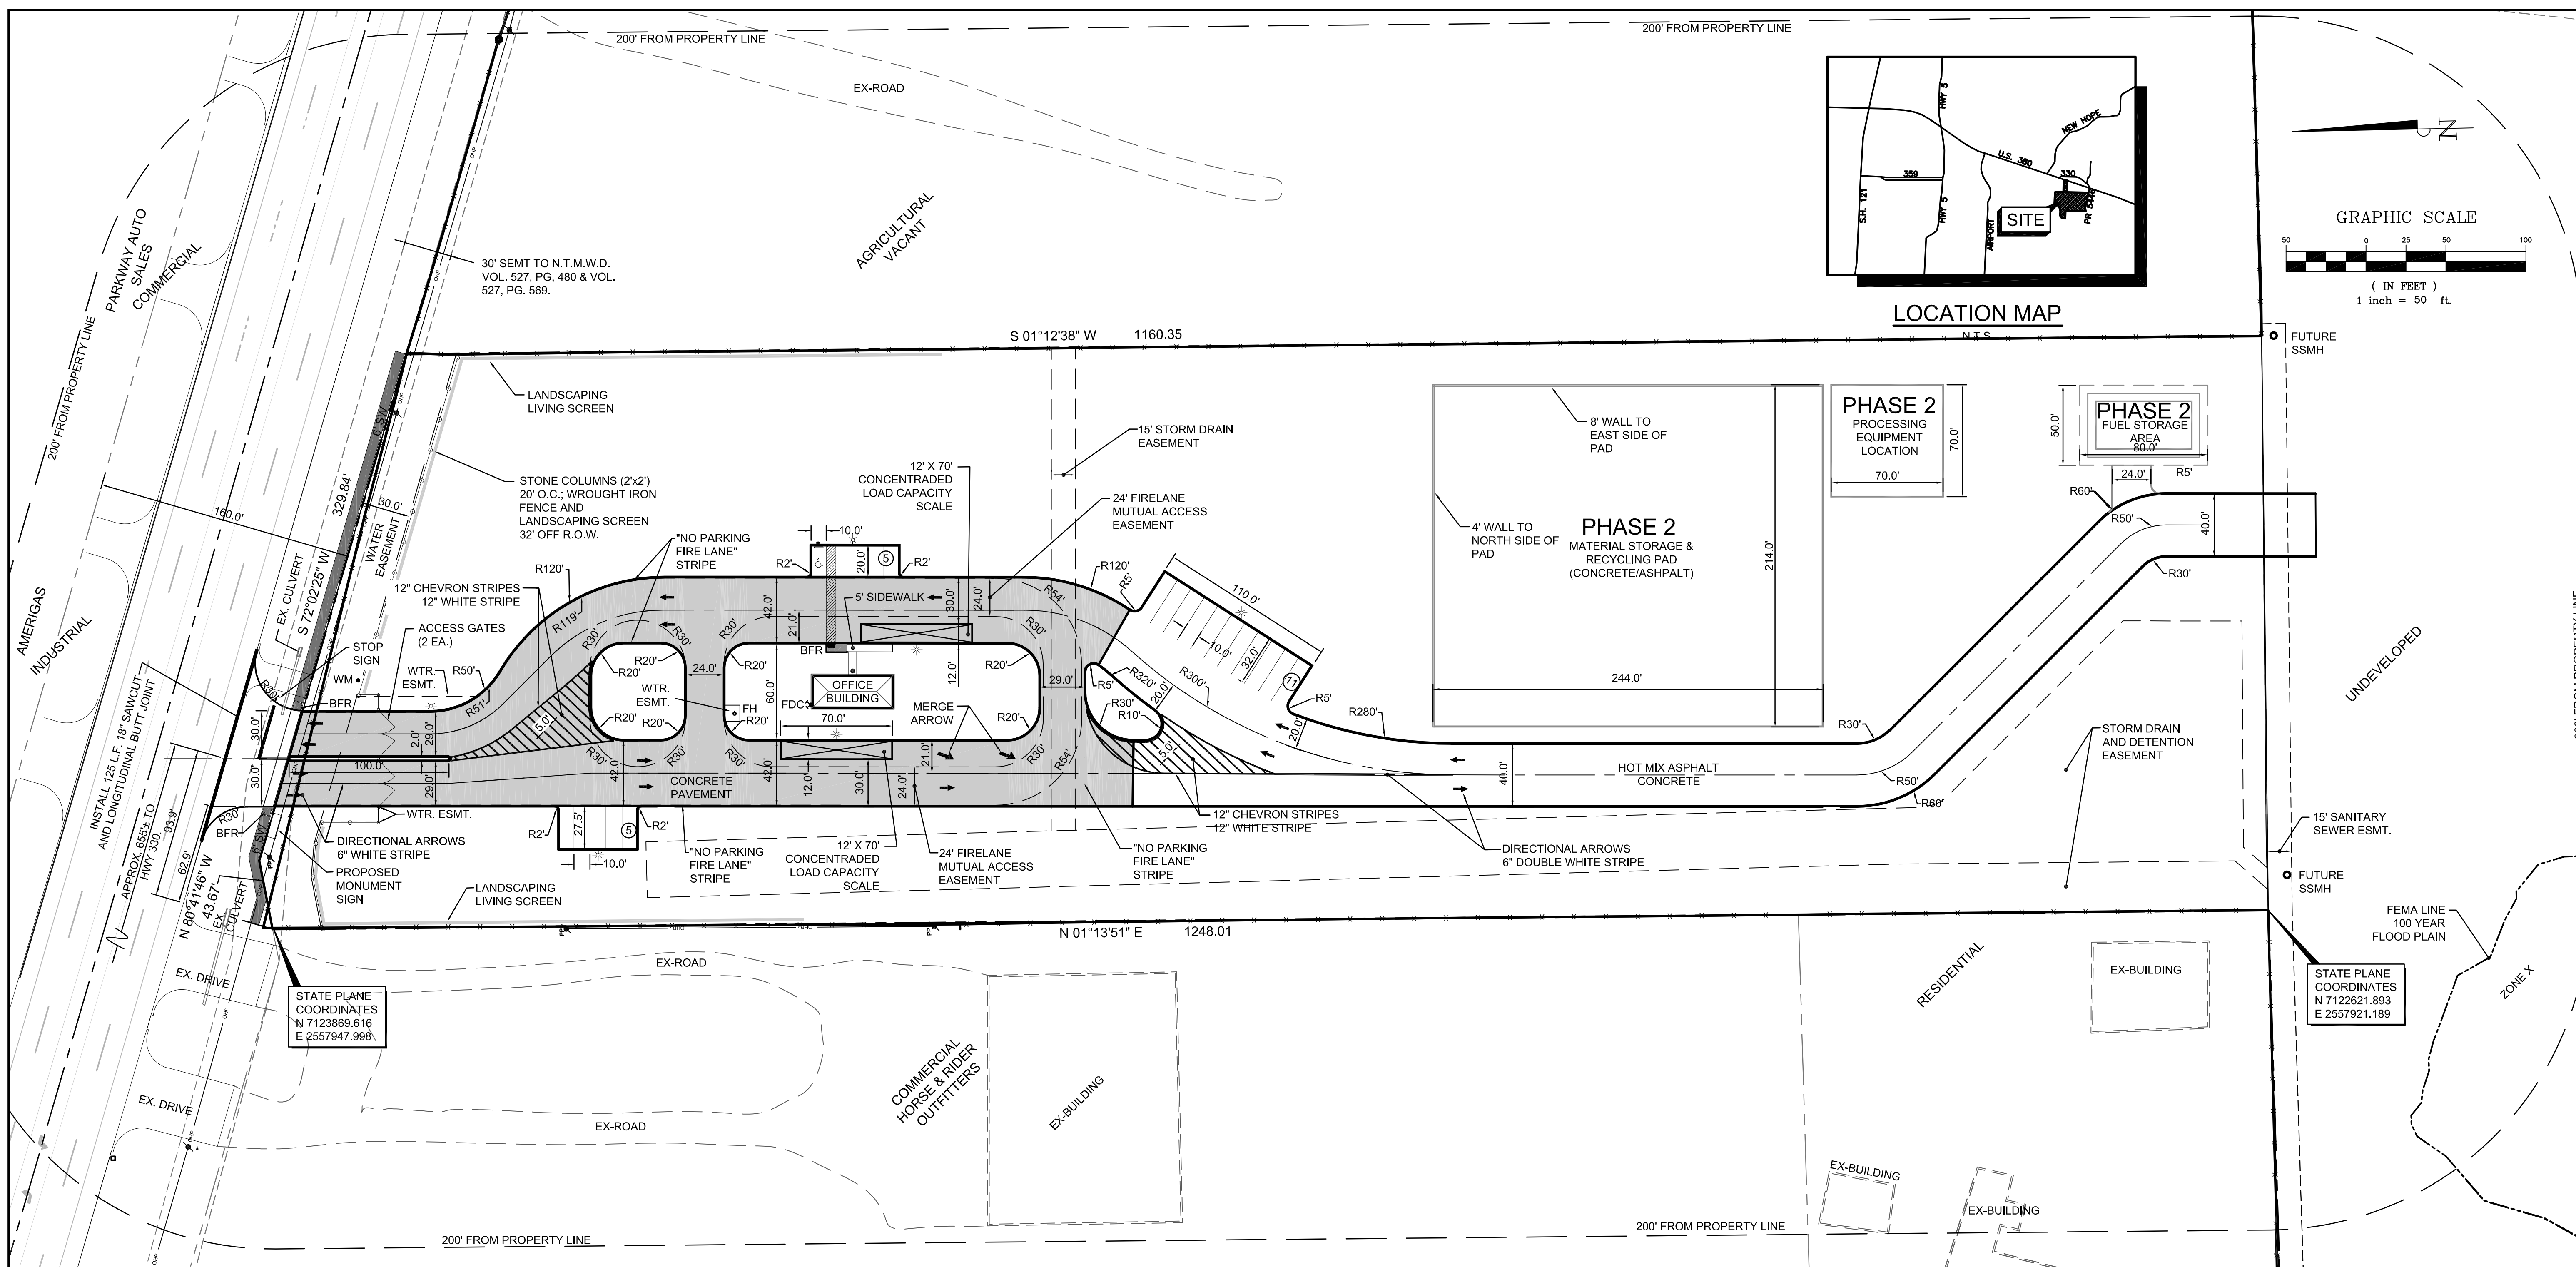 200' FROM PROPERTY LINE
200' FROM PROPERTY LINE
EX-ROAD
HWY 5
NEW HOPE
U.S. 380
359
330
S.H. 121
HWY 5
AIRPORT
PR 5446
SITE
LOCATION MAP
N.T.S.
N
GRAPHIC SCALE
50 0 25 50 100
( IN FEET )
1 inch = 50 ft.
PARKWAY AUTO
SALES
COMMERCIAL
200' FROM PROPERTY LINE
30' SEMT TO N.T.M.W.D.
VOL. 527, PG, 480 & VOL.
527, PG. 569.
AGRICULTURAL
VACANT
S 01°12'38" W 1160.35
FUTURE
SSMH
LANDSCAPING
LIVING SCREEN
6' SW
329.84'
S 72°02'25" W
30.0'
WATER
EASEMENT
160.0'
STONE COLUMNS (2'x2')
20' O.C.; WROUGHT IRON
FENCE AND
LANDSCAPING SCREEN
32' OFF R.O.W.
12' X 70'
CONCENTRADED
LOAD CAPACITY
SCALE
15' STORM DRAIN
EASEMENT
24' FIRELANE
MUTUAL ACCESS
EASEMENT
8' WALL TO
EAST SIDE OF
PAD
4' WALL TO
NORTH SIDE OF
PAD
PHASE 2
MATERIAL STORAGE &
RECYCLING PAD
(CONCRETE/ASHPALT)
214.0'
244.0'
PHASE 2
PROCESSING
EQUIPMENT
LOCATION
70.0'
70.0'
PHASE 2
FUEL STORAGE
AREA
80.0'
50.0'
24.0'
R5'
R60'
R50'
40.0'
R30'
"NO PARKING
FIRE LANE"
STRIPE
10.0'
20.0'
5
R2'
R2'
R120'
R120'
R5'
110.0'
10.0'
32.0'
11
R5'
12" CHEVRON STRIPES
12" WHITE STRIPE
5' SIDEWALK
30.0'
24.0'
42.0'
21.0'
R54'
R119'
R30'
R30'
R30'
R30'
R20'
R20'
R20'
R20'
24.0'
BFR
12.0'
29.0'
R5'
R320'
20.0'
R300'
R30'
R10'
R280'
20.0'
AMERIGAS
INDUSTRIAL
EX. CULVERT
STOP
SIGN
ACCESS GATES
(2 EA.)
WTR.
ESMT.
WM
R50'
R51'
R30'
BFR
WTR.
ESMT.
FH
60.0'
OFFICE
BUILDING
FDC
70.0'
MERGE
ARROW
R20'
R20'
R20'
R20'
15.0'
15.0'
INSTALL 125 L.F. 18" SAWCUT
AND LONGITUDINAL BUTT JOINT
30.0'
30.0'
2.0'
29.0'
100.0'
29.0'
R30'
R30'
R30'
R30'
R54'
42.0'
42.0'
12.0'
30.0'
21.0'
24.0'
CONCRETE
PAVEMENT
HOT MIX ASPHALT
CONCRETE
40.0'
R30'
R50'
R60'
UNDEVELOPED
STORM DRAIN
AND DETENTION
EASEMENT
15' SANITARY
SEWER ESMT.
APPROX. 655'± TO
HWY 330.
93.9'
62.9'
R30'
BFR
6' SW
WTR. ESMT.
DIRECTIONAL ARROWS
6" WHITE STRIPE
PROPOSED
MONUMENT
SIGN
R2'
27.5'
R2'
5
10.0'
"NO PARKING
FIRE LANE"
STRIPE
12' X 70'
CONCENTRADED
LOAD CAPACITY
SCALE
24' FIRELANE
MUTUAL ACCESS
EASEMENT
"NO PARKING
FIRE LANE"
STRIPE
12" CHEVRON STRIPES
12" WHITE STRIPE
DIRECTIONAL ARROWS
6" DOUBLE WHITE STRIPE
LANDSCAPING
LIVING SCREEN
N 80°41'46" W
43.67'
EX.
CULVERT
N 01°13'51" E 1248.01
FUTURE
SSMH
FEMA LINE
100 YEAR
FLOOD PLAIN
ZONE X
STATE PLANE
COORDINATES
N 7122621.893
E 2557921.189
STATE PLANE
COORDINATES
N 7123869.616
E 2557947.998
EX. DRIVE
EX. DRIVE
EX-ROAD
EX-ROAD
COMMERCIAL
HORSE & RIDER
OUTFITTERS
EX-BUILDING
RESIDENTIAL
EX-BUILDING
EX-BUILDING
EX-BUILDING
200' FROM PROPERTY LINE
200' FROM PROPERTY LINE